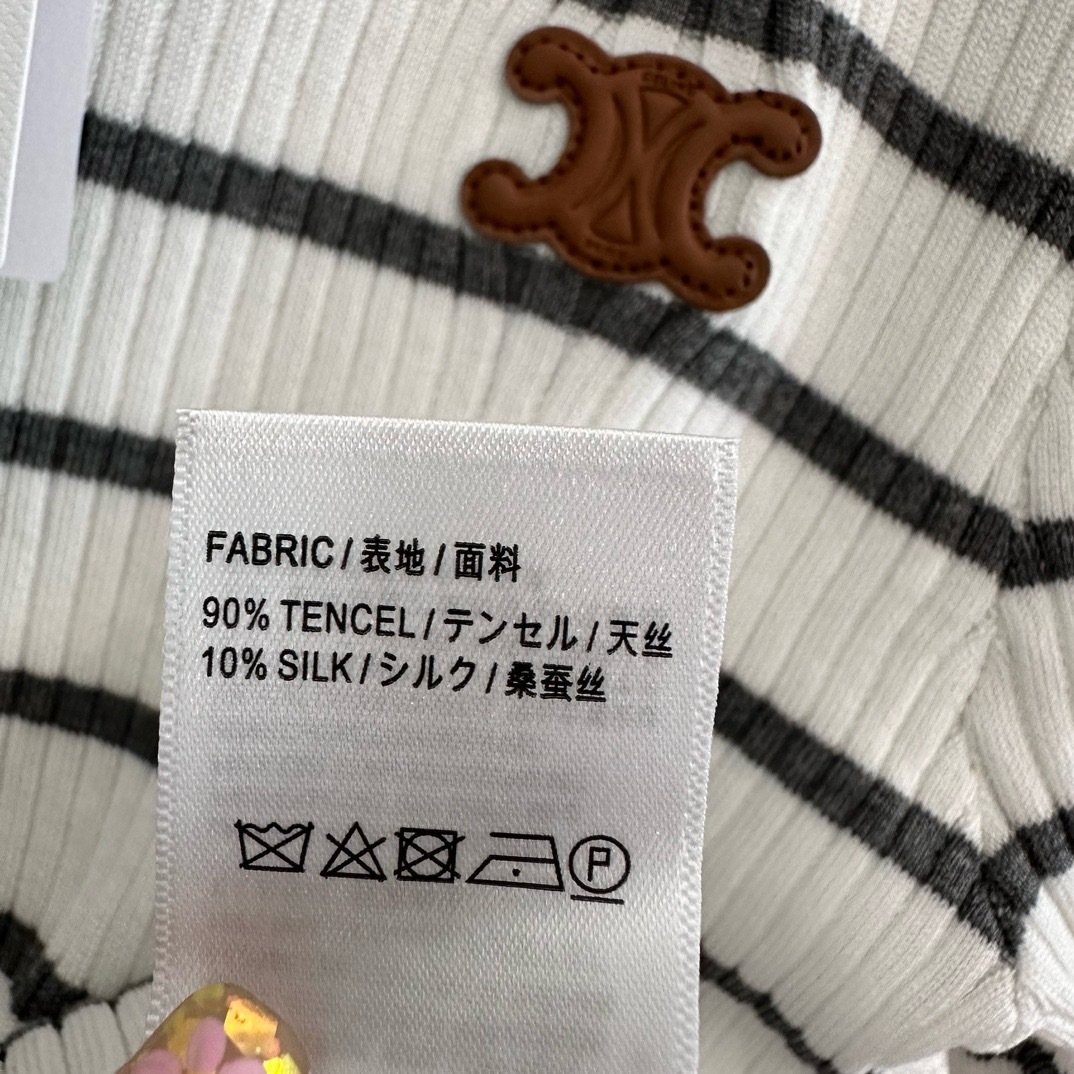 FABRIC / 表地 / 面料
90% TENCEL / テンセル / 天丝
10% SILK / シルク / 桑蚕丝
P